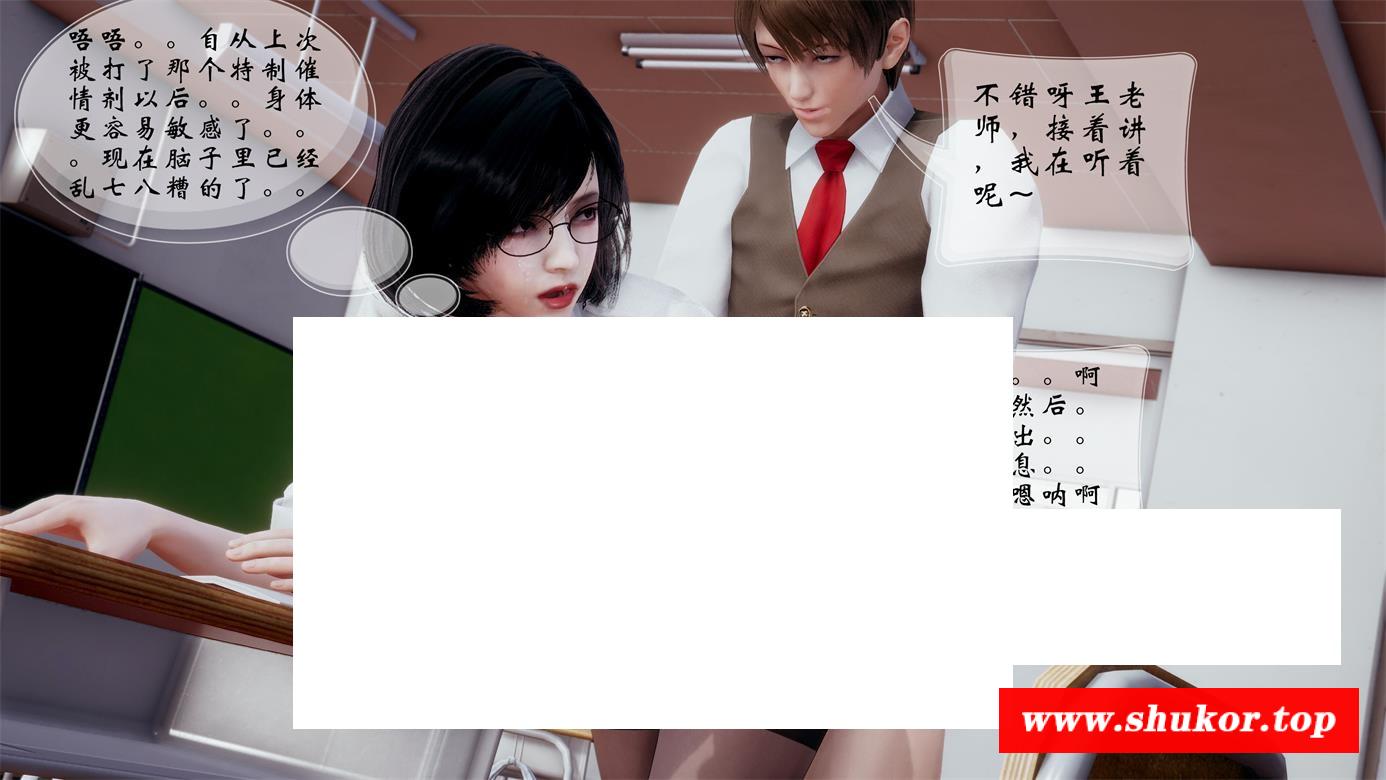 唔唔。。自从上次
被打了那个特制催
情剂以后。。身体
更容易敏感了。。
。现在脑子里已经
乱七八糟的了。。
不错呀王老
师，接着讲
，我在听着
呢～
。。啊
然后。
出。。
息。。
嗯呐啊
www.shukor.top